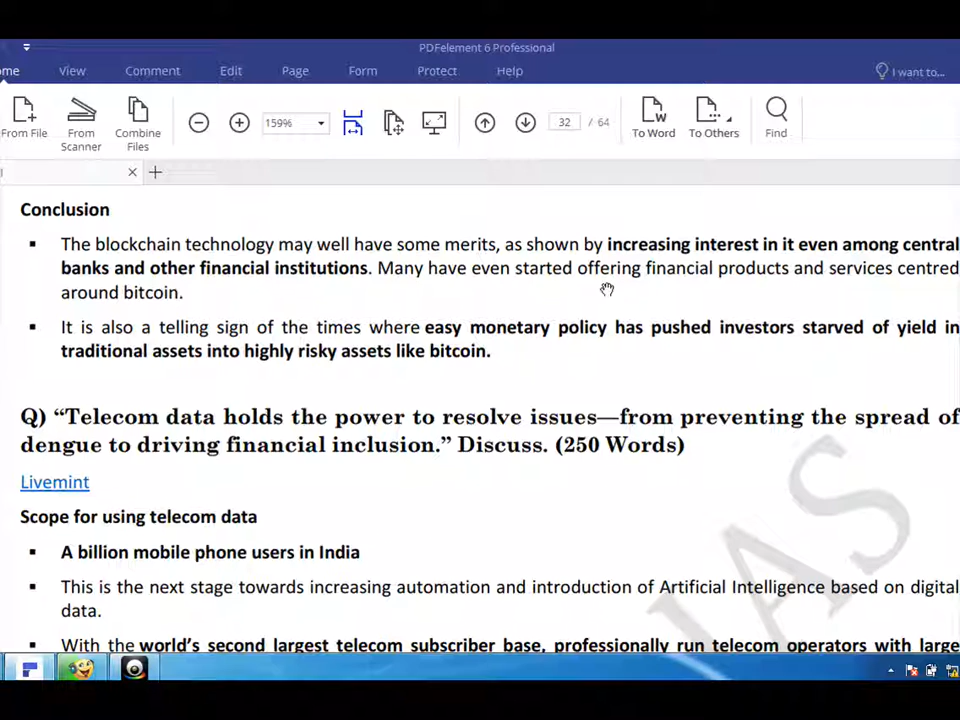 PDFelement 6 Professional
ome View Comment Edit Page Form Protect Help I want to...
From File From Scanner Combine Files 159% 32 / 64 To Word To Others Find
Conclusion
▪ The blockchain technology may well have some merits, as shown by increasing interest in it even among central
banks and other financial institutions. Many have even started offering financial products and services centred
around bitcoin.
▪ It is also a telling sign of the times where easy monetary policy has pushed investors starved of yield in
traditional assets into highly risky assets like bitcoin.
Q) “Telecom data holds the power to resolve issues—from preventing the spread of
dengue to driving financial inclusion.” Discuss. (250 Words)
Livemint
Scope for using telecom data
▪ A billion mobile phone users in India
▪ This is the next stage towards increasing automation and introduction of Artificial Intelligence based on digital
data.
▪ With the world’s second largest telecom subscriber base, professionally run telecom operators with large
IAS